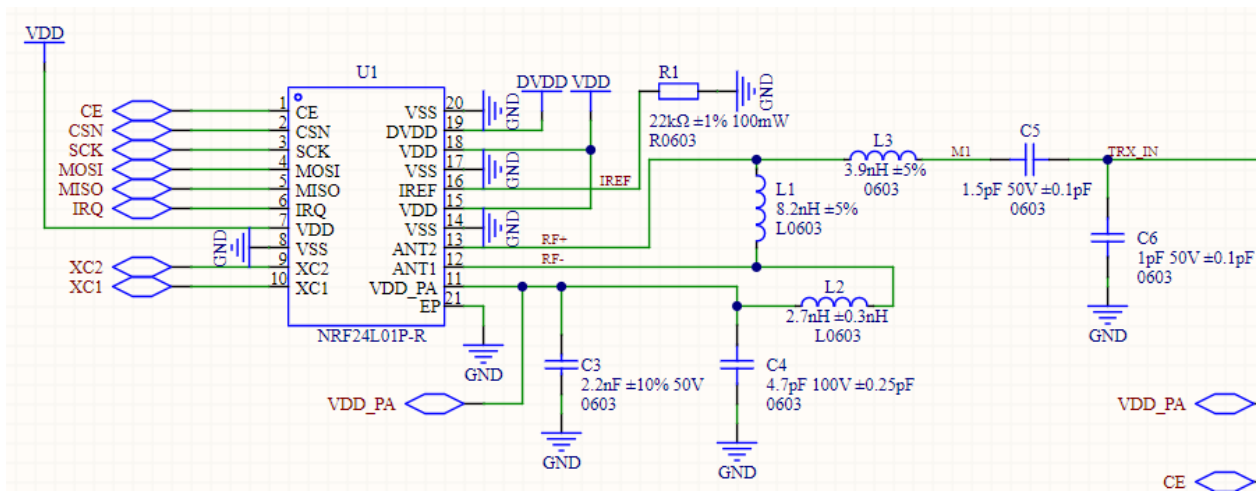 VDD
U1
DVDD
VDD
R1
GND
22kΩ ±1% 100mW
R0603
CE
1
CE
VSS
20
GND
CSN
2
CSN
DVDD
19
SCK
3
SCK
VDD
18
MOSI
4
MOSI
VSS
17
GND
MISO
5
MISO
IREF
16
IREF
IRQ
6
IRQ
VDD
15
7
VDD
VSS
14
GND
GND
8
VSS
ANT2
13
RF+
XC2
9
XC2
ANT1
12
RF-
XC1
10
XC1
VDD_PA
11
EP
21
NRF24L01P-R
GND
L3
3.9nH ±5%
0603
M1
C5
1.5pF 50V ±0.1pF
0603
TRX_IN
L1
8.2nH ±5%
L0603
C6
1pF 50V ±0.1pF
0603
GND
L2
2.7nH ±0.3nH
L0603
C3
2.2nF ±10% 50V
0603
GND
C4
4.7pF 100V ±0.25pF
0603
GND
VDD_PA
VDD_PA
CE